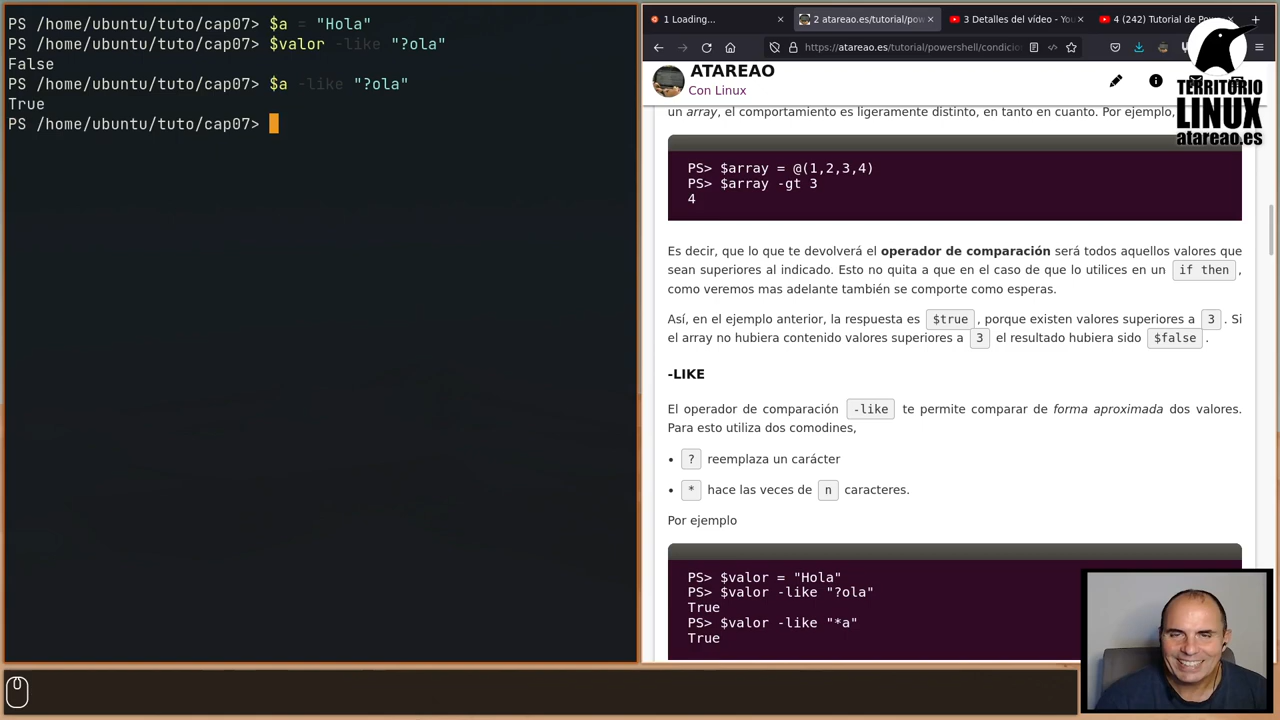 PS /home/ubuntu/tuto/cap07> $a = "Hola"
PS /home/ubuntu/tuto/cap07> $valor -like "?ola"
False
PS /home/ubuntu/tuto/cap07> $a -like "?ola"
True
PS /home/ubuntu/tuto/cap07>
1 Loading...
2 atareao.es/tutorial/pow
3 Detalles del vídeo - You
4 (242) Tutorial de Powe
https://atareao.es/tutorial/powershell/condicio
ATAREAO
Con Linux
TERRITORIO
LINUX
atareao.es
un array, el comportamiento es ligeramente distinto, en tanto en cuanto. Por ejemplo,
PS> $array = @(1,2,3,4)
PS> $array -gt 3
4
Es decir, que lo que te devolverá el operador de comparación será todos aquellos valores que
sean superiores al indicado. Esto no quita a que en el caso de que lo utilices en un if then ,
como veremos mas adelante también se comporte como esperas.
Así, en el ejemplo anterior, la respuesta es $true , porque existen valores superiores a 3 . Si
el array no hubiera contenido valores superiores a 3 el resultado hubiera sido $false .
-LIKE
El operador de comparación -like te permite comparar de forma aproximada dos valores.
Para esto utiliza dos comodines,
• ? reemplaza un carácter
• * hace las veces de n caracteres.
Por ejemplo
PS> $valor = "Hola"
PS> $valor -like "?ola"
True
PS> $valor -like "*a"
True